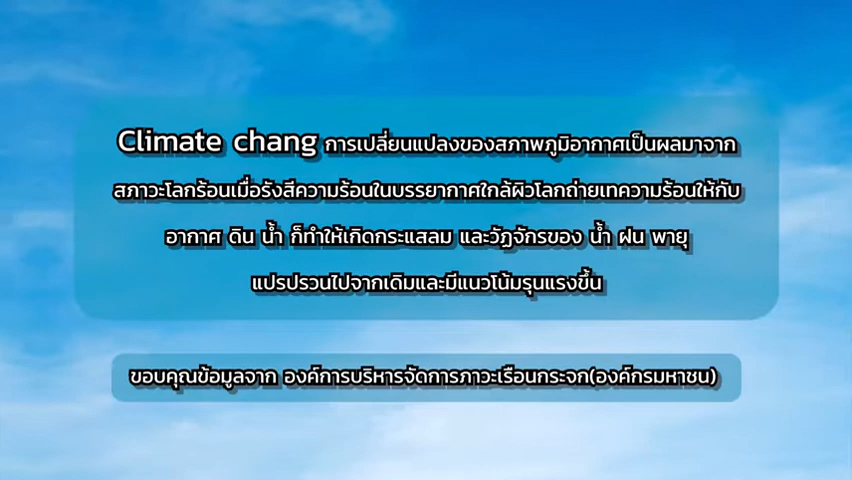 Climate chang การเปลี่ยนแปลงของสภาพภูมิอากาศเป็นผลมาจาก
สภาวะโลกร้อนเมื่อรังสีความร้อนในบรรยากาศใกล้ผิวโลกถ่ายเทความร้อนให้กับ
อากาศ ดิน น้ำ ก็ทำให้เกิดกระแสลม และวัฏจักรของ น้ำ ฝน พายุ
แปรปรวนไปจากเดิมและมีแนวโน้มรุนแรงขึ้น
ขอบคุณข้อมูลจาก องค์การบริหารจัดการภาวะเรือนกระจก(องค์กรมหาชน)